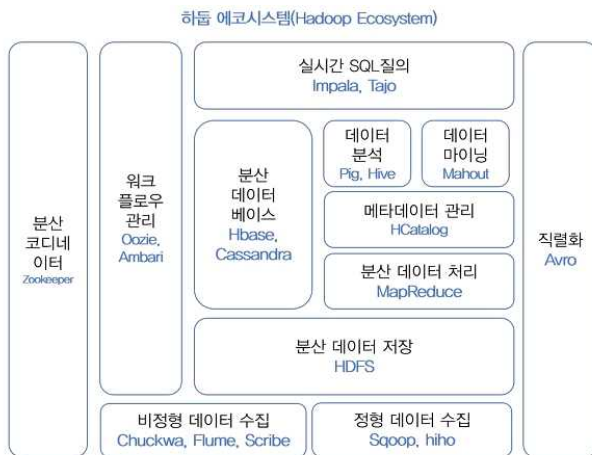 하둡 에코시스템(Hadoop Ecosystem)
분산
코디네
이터
Zookeeper
워크
플로우
관리
Oozie,
Ambari
실시간 SQL질의
Impala, Tajo
분산
데이터
베이스
Hbase,
Cassandra
데이터
분석
Pig, Hive
데이터
마이닝
Mahout
메타데이터 관리
HCatalog
분산 데이터 처리
MapReduce
분산 데이터 저장
HDFS
비정형 데이터 수집
Chuckwa, Flume, Scribe
정형 데이터 수집
Sqoop, hiho
직렬화
Avro